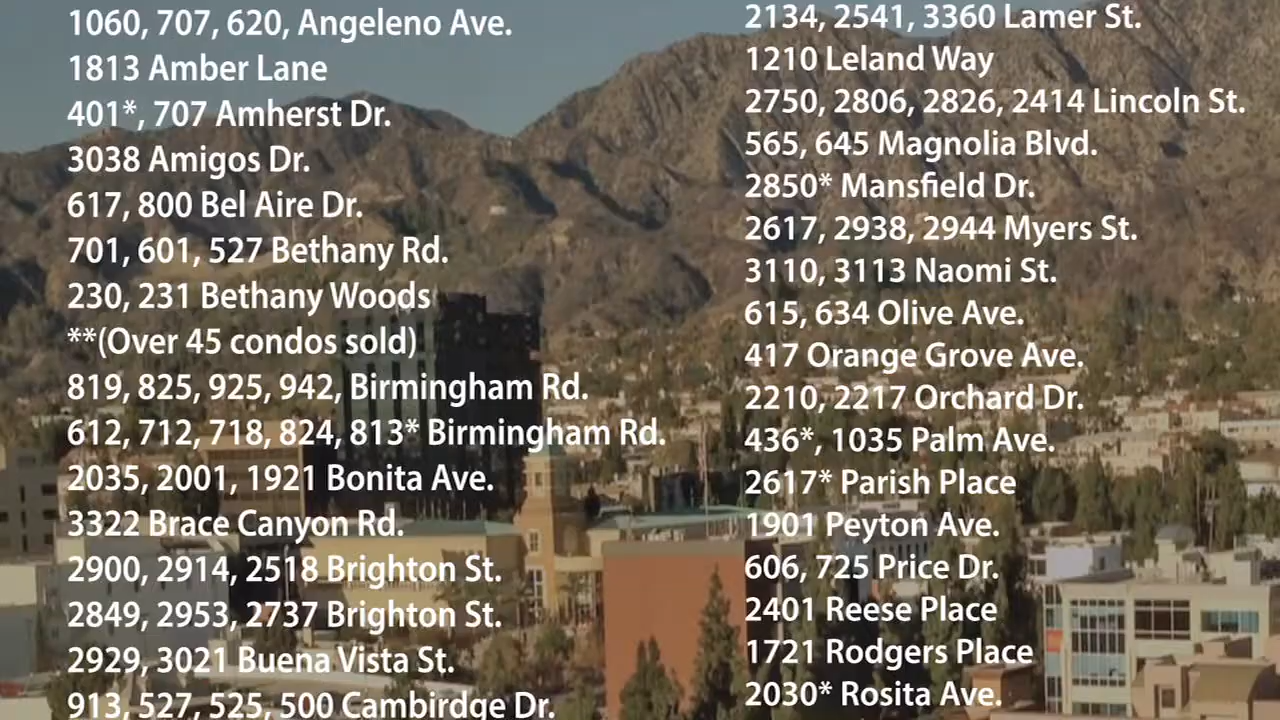 1060, 707, 620, Angeleno Ave.
1813 Amber Lane
401*, 707 Amherst Dr.
3038 Amigos Dr.
617, 800 Bel Aire Dr.
701, 601, 527 Bethany Rd.
230, 231 Bethany Woods
**(Over 45 condos sold)
819, 825, 925, 942, Birmingham Rd.
612, 712, 718, 824, 813* Birmingham Rd.
2035, 2001, 1921 Bonita Ave.
3322 Brace Canyon Rd.
2900, 2914, 2518 Brighton St.
2849, 2953, 2737 Brighton St.
2929, 3021 Buena Vista St.
913, 527, 525, 500 Cambirdge Dr.
2134, 2541, 3360 Lamer St.
1210 Leland Way
2750, 2806, 2826, 2414 Lincoln St.
565, 645 Magnolia Blvd.
2850* Mansfield Dr.
2617, 2938, 2944 Myers St.
3110, 3113 Naomi St.
615, 634 Olive Ave.
417 Orange Grove Ave.
2210, 2217 Orchard Dr.
436*, 1035 Palm Ave.
2617* Parish Place
1901 Peyton Ave.
606, 725 Price Dr.
2401 Reese Place
1721 Rodgers Place
2030* Rosita Ave.